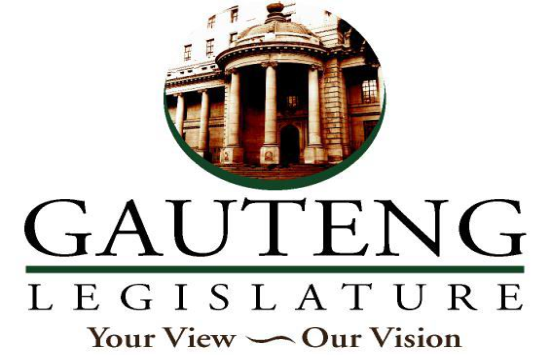 GAUTENG
LEGISLATURE
Your View ~ Our Vision